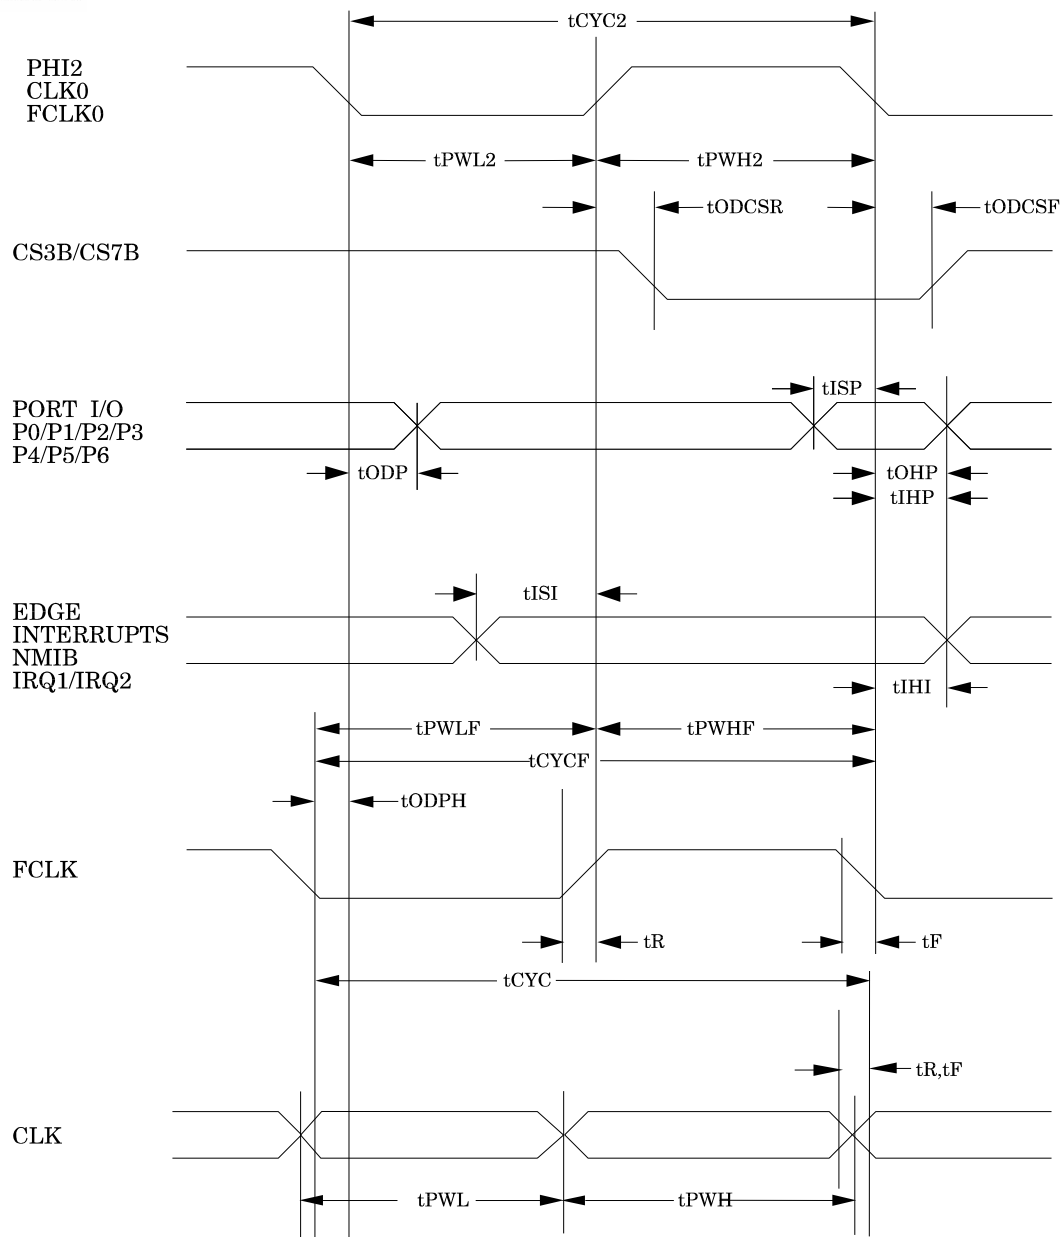 tCYC2
PHI2
CLK0
FCLK0
tPWL2
tPWH2
tODCSR
tODCSF
CS3B/CS7B
tISP
PORT I/O
P0/P1/P2/P3
P4/P5/P6
tODP
tOHP
tIHP
tISI
EDGE
INTERRUPTS
NMIB
IRQ1/IRQ2
tIHI
tPWLF
tPWHF
tCYCF
tODPH
FCLK
tR
tF
tCYC
tR,tF
CLK
tPWL
tPWH